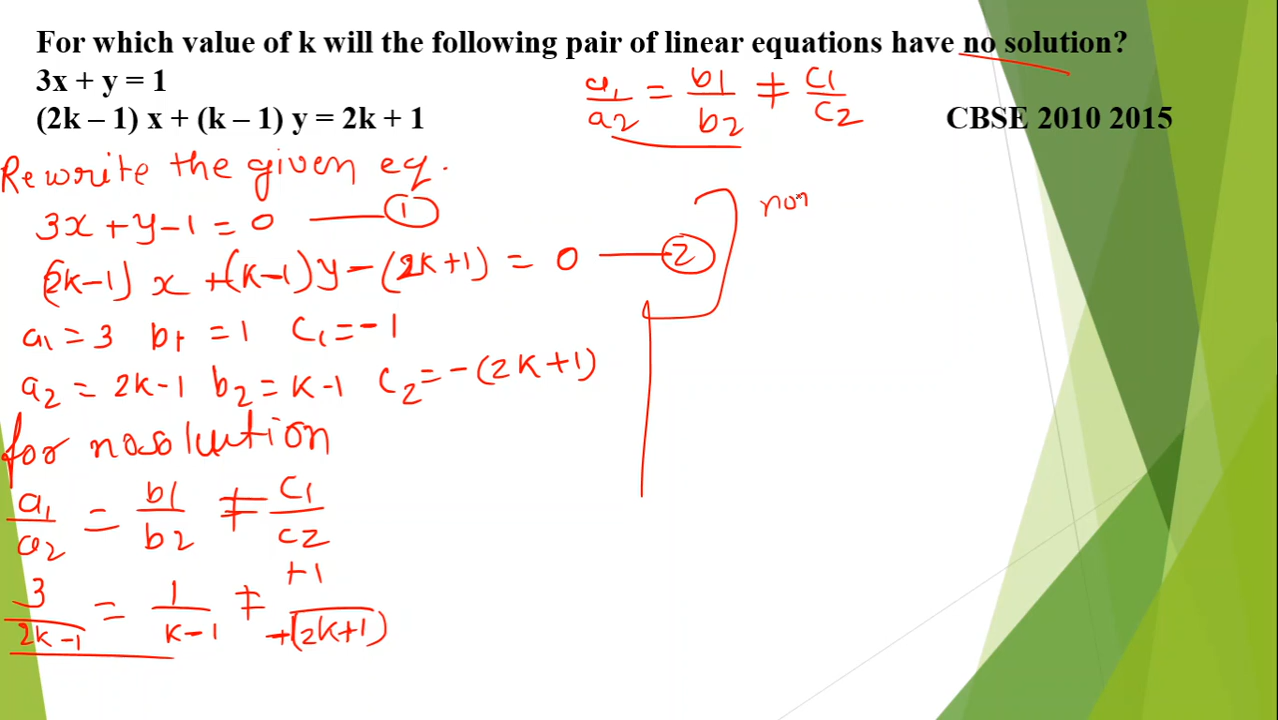 For which value of k will the following pair of linear equations have no solution?
3x + y = 1
a1/a2 = b1/b2 ≠ c1/c2
(2k – 1) x + (k – 1) y = 2k + 1
CBSE 2010 2015
Rewrite the given eq.
3x + y - 1 = 0 — ①
(2k-1) x + (k-1) y - (2k+1) = 0 — ②
a1 = 3 b1 = 1 c1 = -1
a2 = 2k-1 b2 = k-1 c2 = -(2k+1)
for nosolution
a1/a2 = b1/b2 ≠ c1/c2
3/2k-1 = 1/k-1 ≠ +1/+(2k+1)